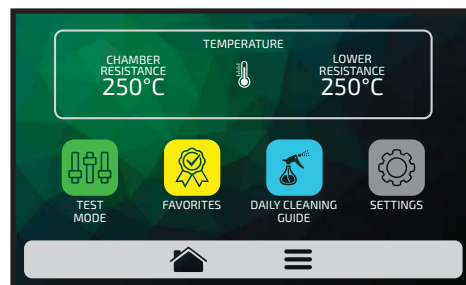 TEMPERATURE
CHAMBER
RESISTANCE
250°C
LOWER
RESISTANCE
250°C
TEST
MODE
FAVORITES
DAILY CLEANING
GUIDE
SETTINGS